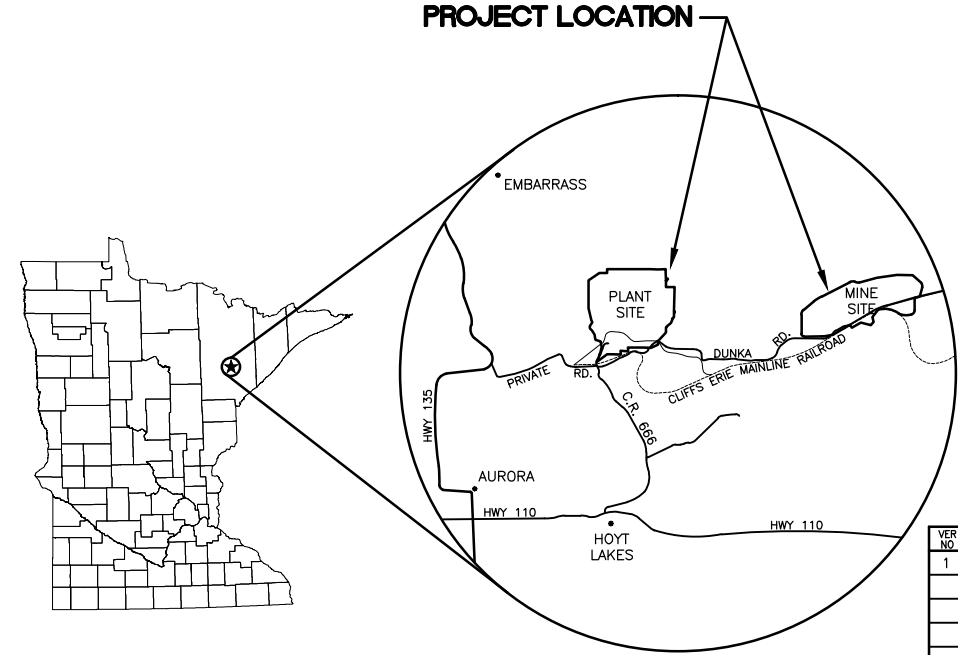 PROJECT LOCATION
EMBARRASS
PLANT
SITE
MINE
SITE
DUNKA RD.
PRIVATE RD.
CLIFFS ERIE MAINLINE RAILROAD
C.R. 666
HWY 135
AURORA
HWY 110
HWY 110
HOYT
LAKES
VER
NO
1